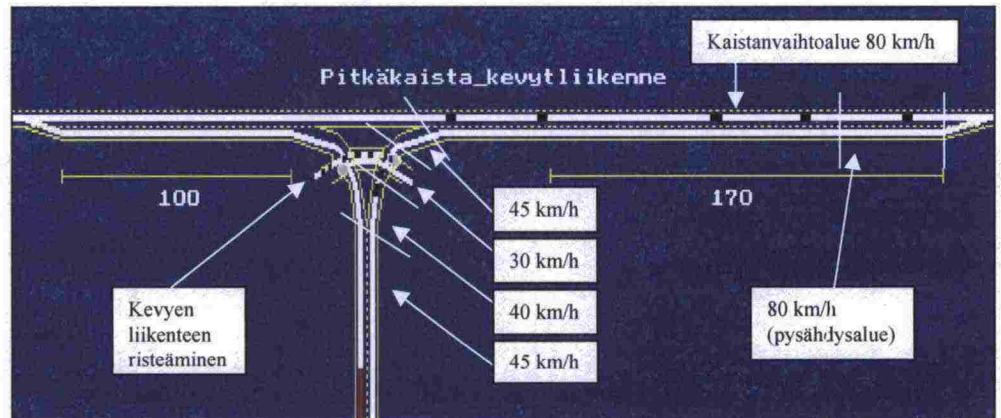 Kaistanvaihtoalue 80 km/h
Pitkäkaista_kevytliikenne
100
170
45 km/h
30 km/h
40 km/h
45 km/h
Kevyen
liikenteen
risteäminen
80 km/h
(pysähdysalue)